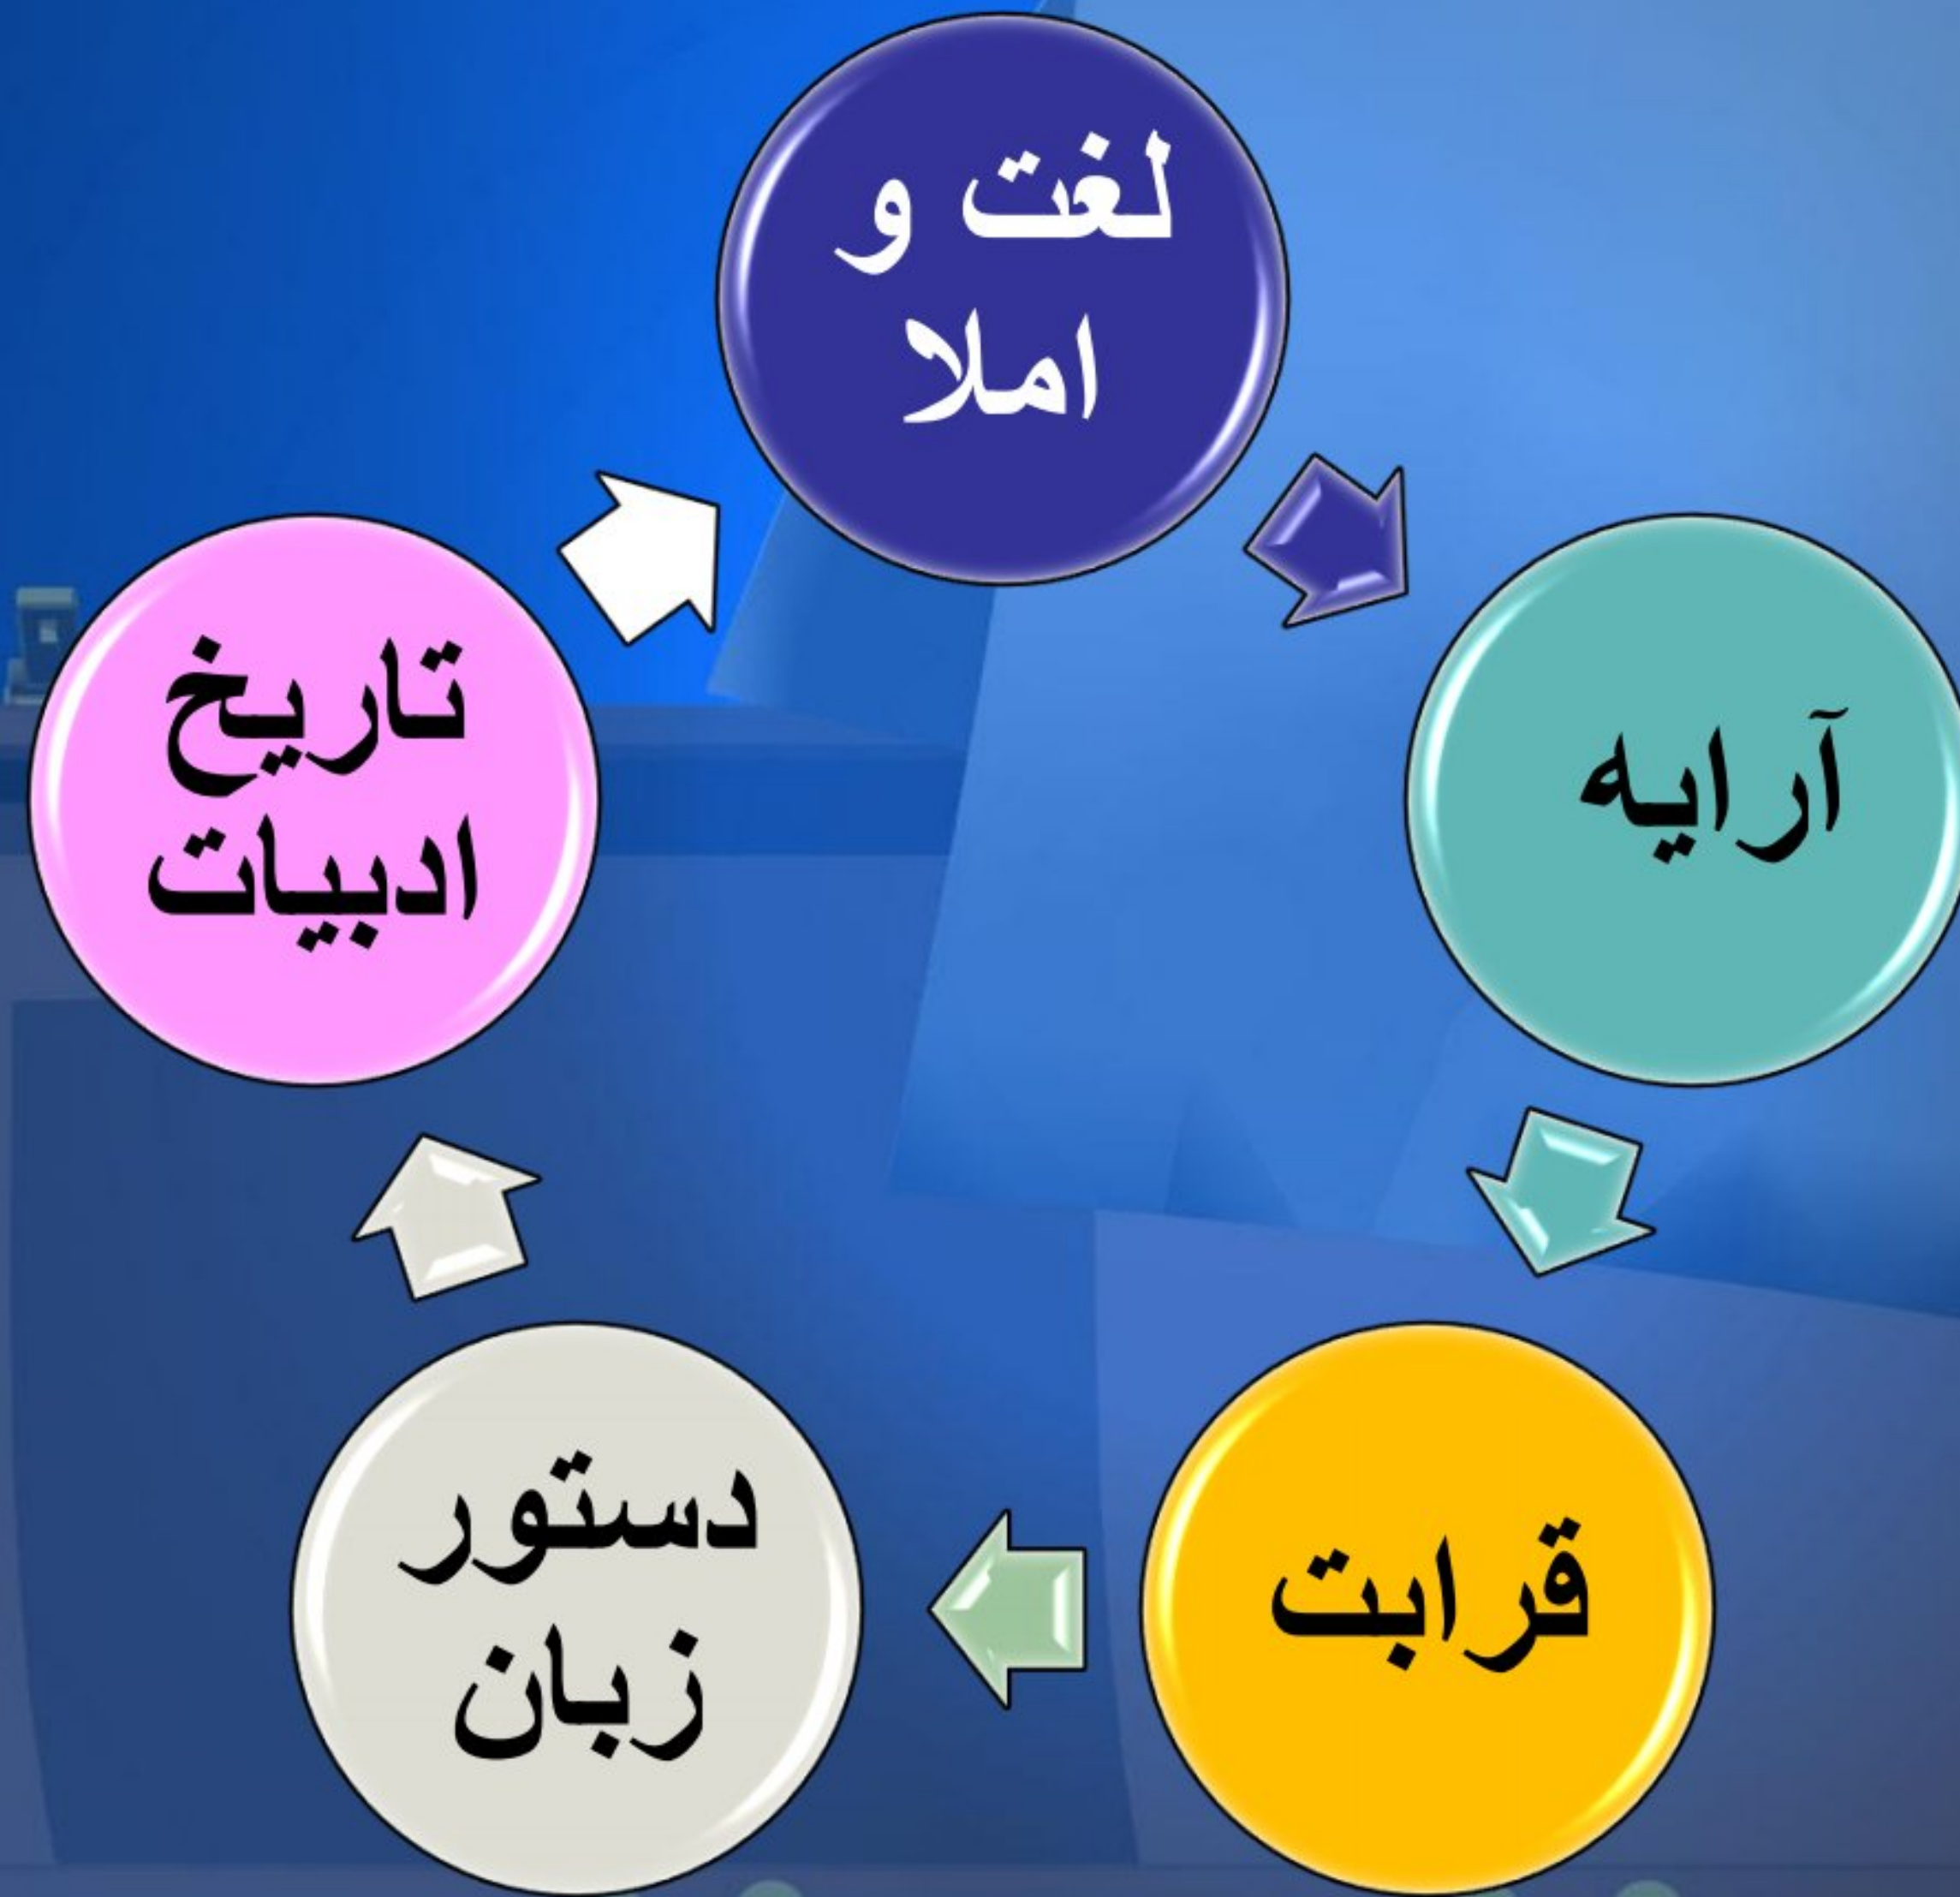 لغت و
املا
آرایه
قرابت
دستور
زبان
تاریخ
ادبیات